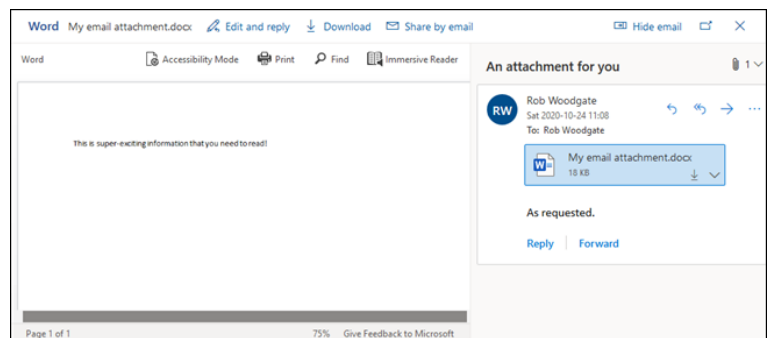 Word My email attachment.docx Edit and reply Download Share by email Hide email
Word Accessibility Mode Print Find Immersive Reader
This is super-exciting information that you need to read!
Page 1 of 1 75% Give Feedback to Microsoft
An attachment for you 1
RW Rob Woodgate
Sat 2020-10-24 11:08
To: Rob Woodgate
W My email attachment.docx
18 KB
As requested.
Reply Forward